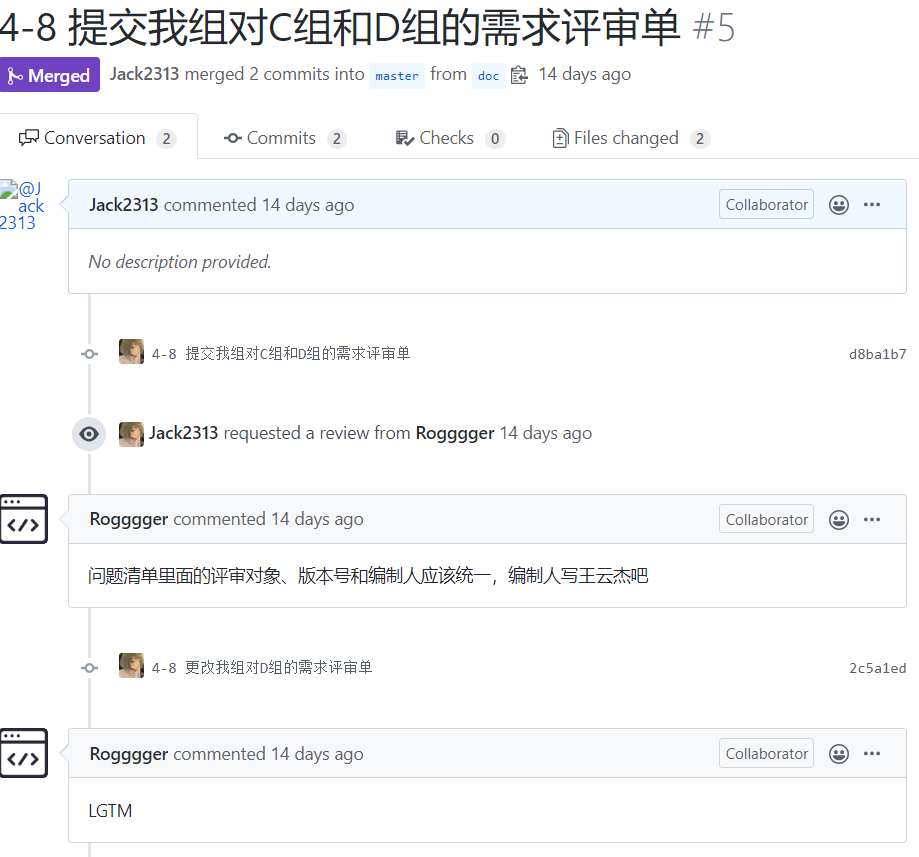 4-8 提交我组对C组和D组的需求评审单 #5
Merged Jack2313 merged 2 commits into master from doc 14 days ago
Conversation 2 Commits 2 Checks 0 Files changed 2
@Jack2313
Jack2313 commented 14 days ago Collaborator
No description provided.
4-8 提交我组对C组和D组的需求评审单 d8ba1b7
Jack2313 requested a review from Rogggger 14 days ago
Rogggger commented 14 days ago Collaborator
问题清单里面的评审对象、版本号和编制人应该统一，编制人写王云杰吧
4-8 更改我组对D组的需求评审单 2c5a1ed
Rogggger commented 14 days ago Collaborator
LGTM